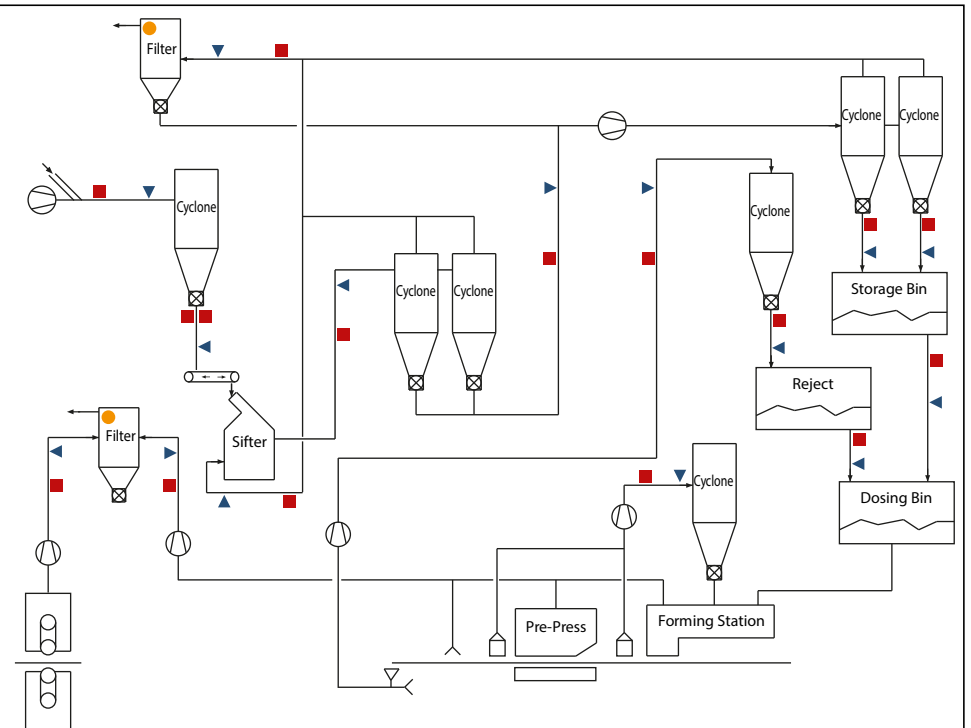 Filter
Cyclone
Cyclone
Cyclone
Cyclone
Cyclone
Cyclone
Storage Bin
Reject
Filter
Sifter
Cyclone
Dosing Bin
Pre-Press
Forming Station